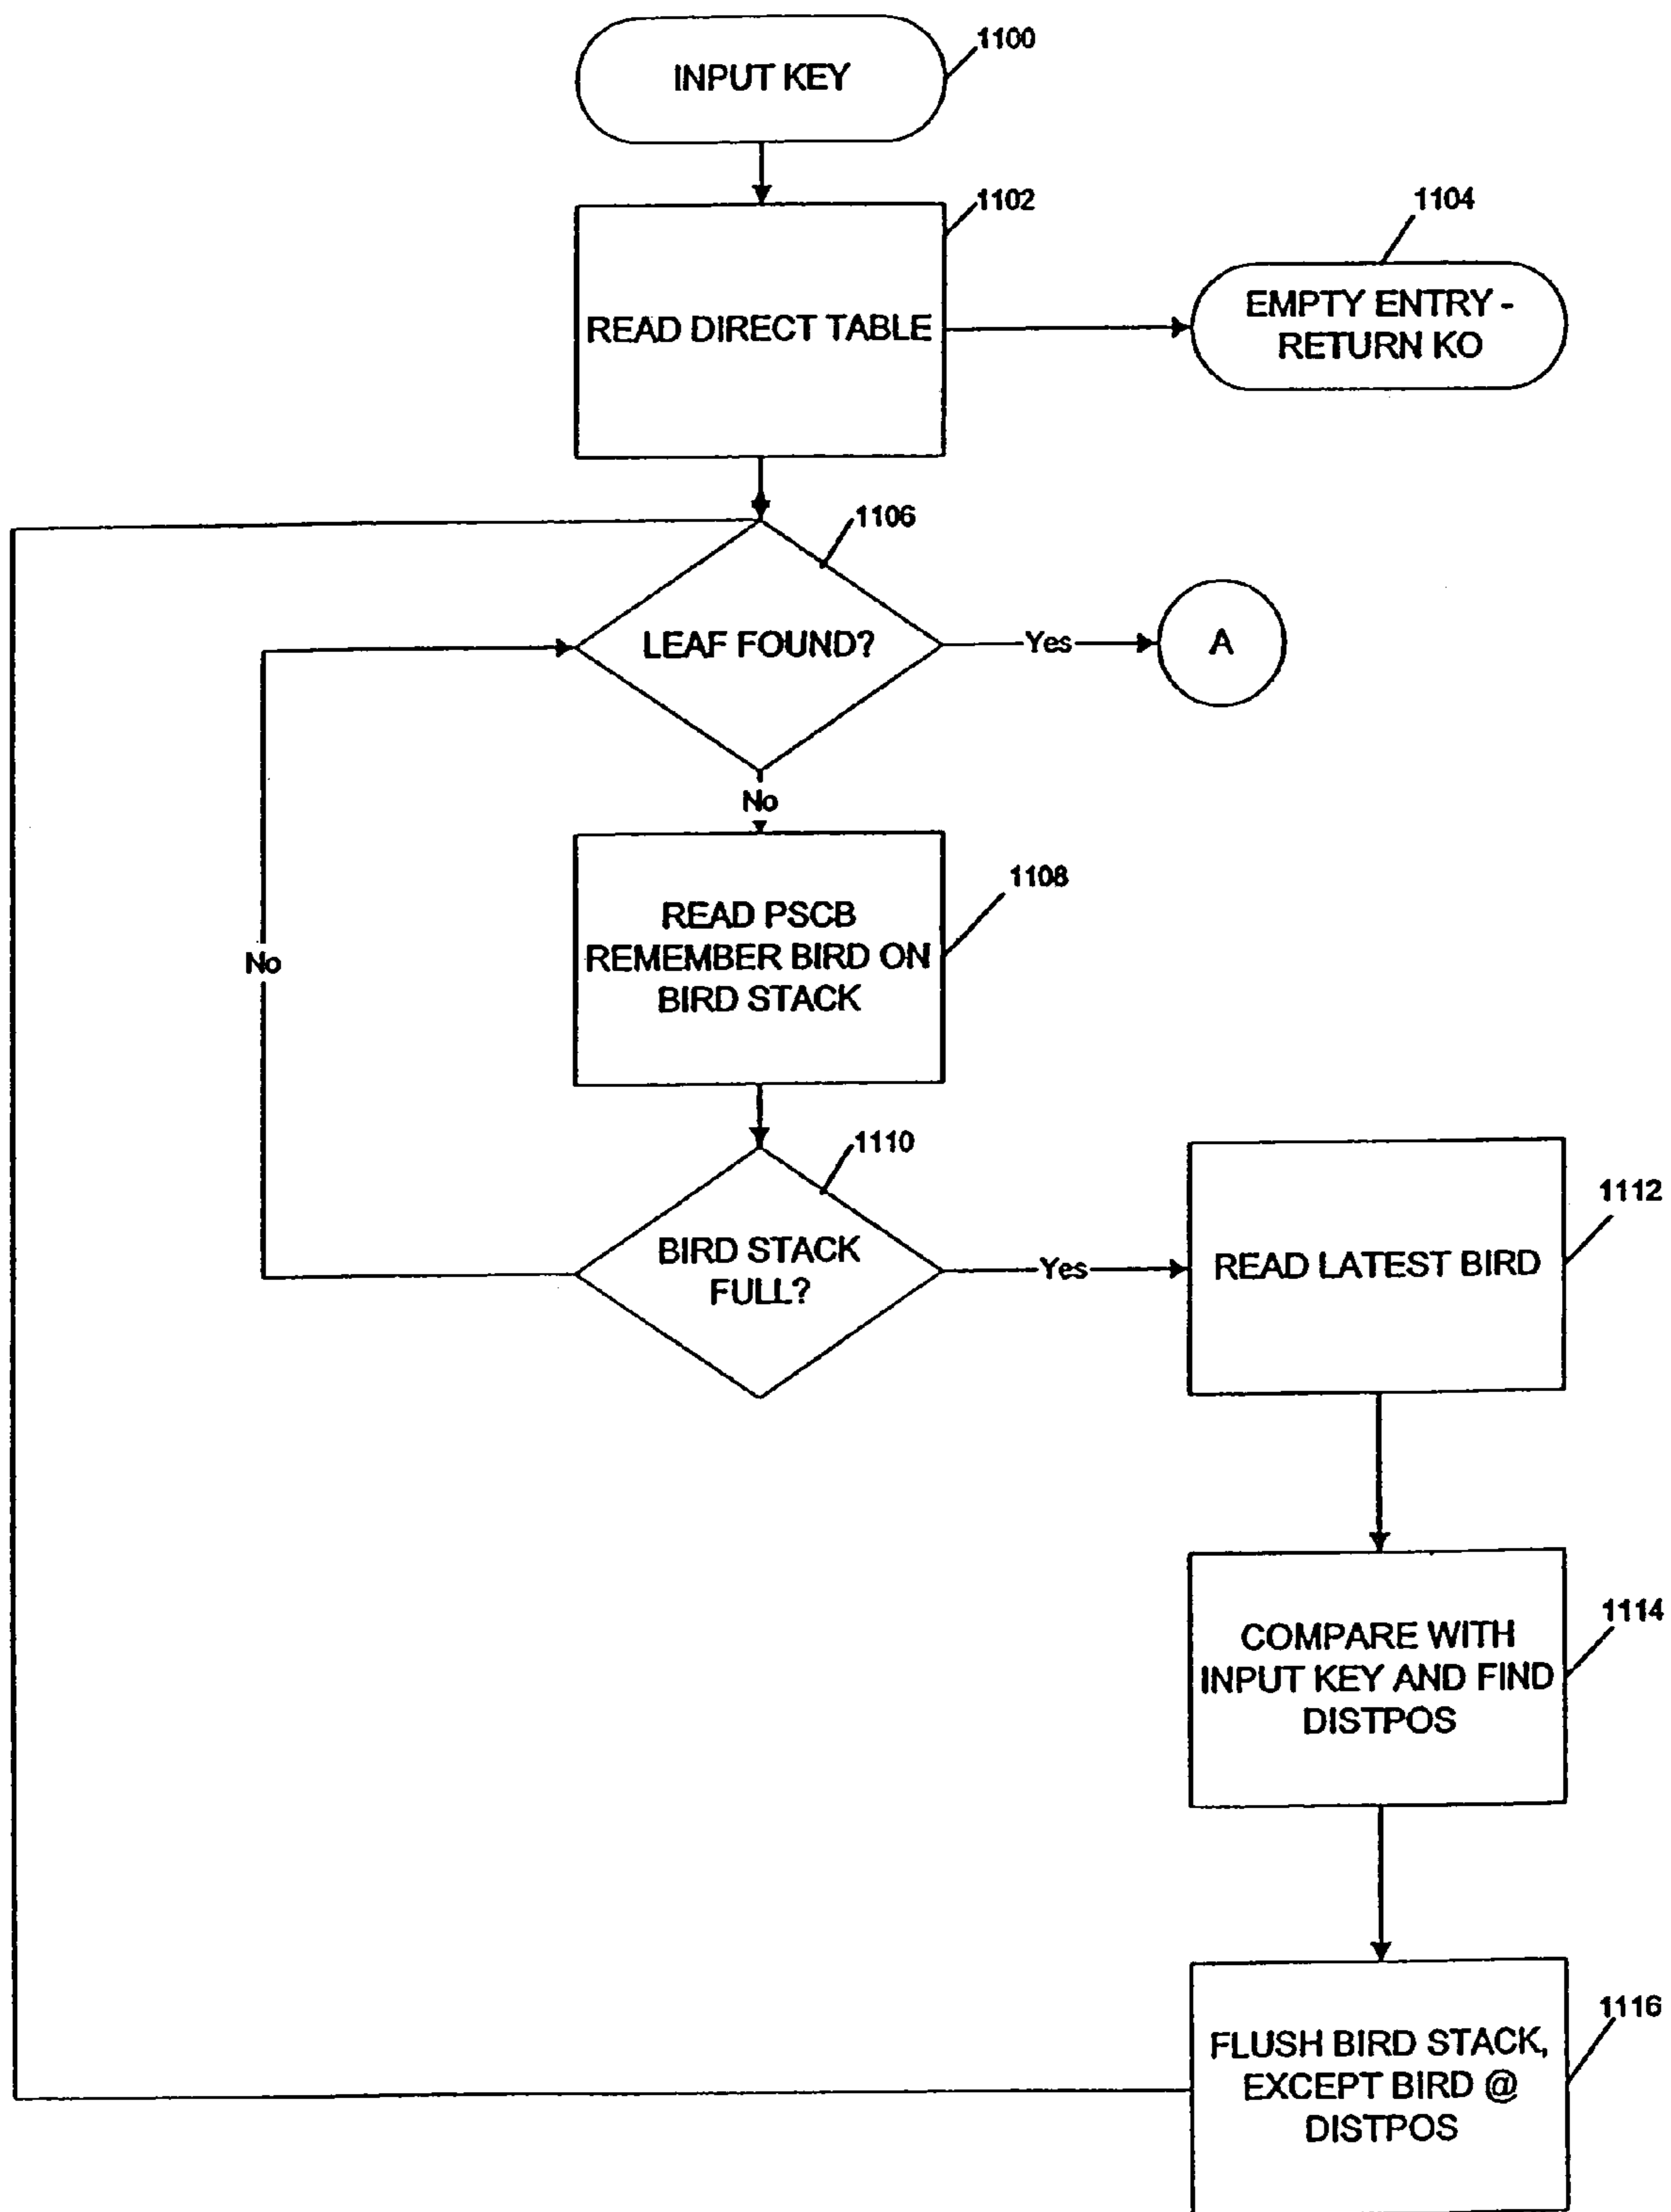 1100
INPUT KEY
1102
READ DIRECT TABLE
1104
EMPTY ENTRY -
RETURN KO
1106
LEAF FOUND?
Yes
A
No
1108
READ PSCB
REMEMBER BIRD ON
BIRD STACK
No
1110
BIRD STACK
FULL?
Yes
1112
READ LATEST BIRD
1114
COMPARE WITH
INPUT KEY AND FIND
DISTPOS
1116
FLUSH BIRD STACK,
EXCEPT BIRD @
DISTPOS